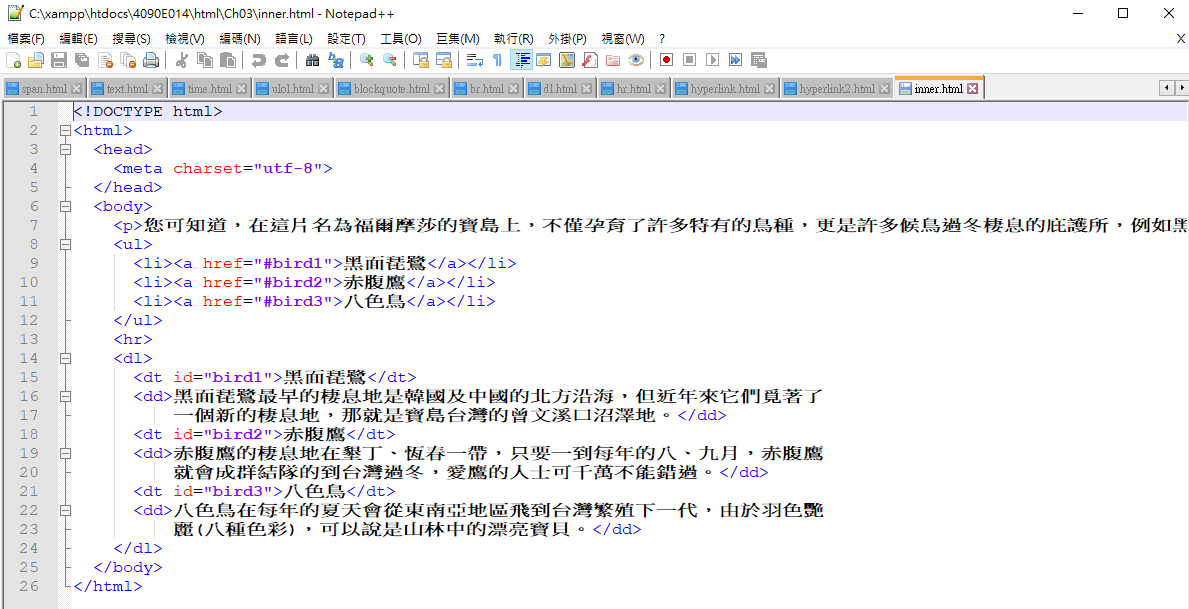 C:\xampp\htdocs\4090E014\html\Ch03\inner.html - Notepad++
檔案(F) 編輯(E) 搜尋(S) 檢視(V) 編碼(N) 語言(L) 設定(T) 工具(O) 巨集(M) 執行(R) 外掛(P) 視窗(W) ? X
span.html text.html time.html ulol.html blockquote.html br.html dl.html hr.html hyperlink.html hyperlink2.html inner.html
1 <!DOCTYPE html>
2 <html>
3 <head>
4 <meta charset="utf-8">
5 </head>
6 <body>
7 <p>您可知道，在這片名為福爾摩莎的寶島上，不僅孕育了許多特有的鳥種，更是許多候鳥過冬棲息的庇護所，例如黑
8 <ul>
9 <li><a href="#bird1">黑面琵鷺</a></li>
10 <li><a href="#bird2">赤腹鷹</a></li>
11 <li><a href="#bird3">八色鳥</a></li>
12 </ul>
13 <hr>
14 <dl>
15 <dt id="bird1">黑面琵鷺</dt>
16 <dd>黑面琵鷺最早的棲息地是韓國及中國的北方沿海，但近年來它們覓著了
17 一個新的棲息地，那就是寶島台灣的曾文溪口沼澤地。</dd>
18 <dt id="bird2">赤腹鷹</dt>
19 <dd>赤腹鷹的棲息地在墾丁、恆春一帶，只要一到每年的八、九月，赤腹鷹
20 就會成群結隊的到台灣過冬，愛鷹的人士可千萬不能錯過。</dd>
21 <dt id="bird3">八色鳥</dt>
22 <dd>八色鳥在每年的夏天會從東南亞地區飛到台灣繁殖下一代，由於羽色艷
23 麗(八種色彩)，可以說是山林中的漂亮寶貝。</dd>
24 </dl>
25 </body>
26 </html>